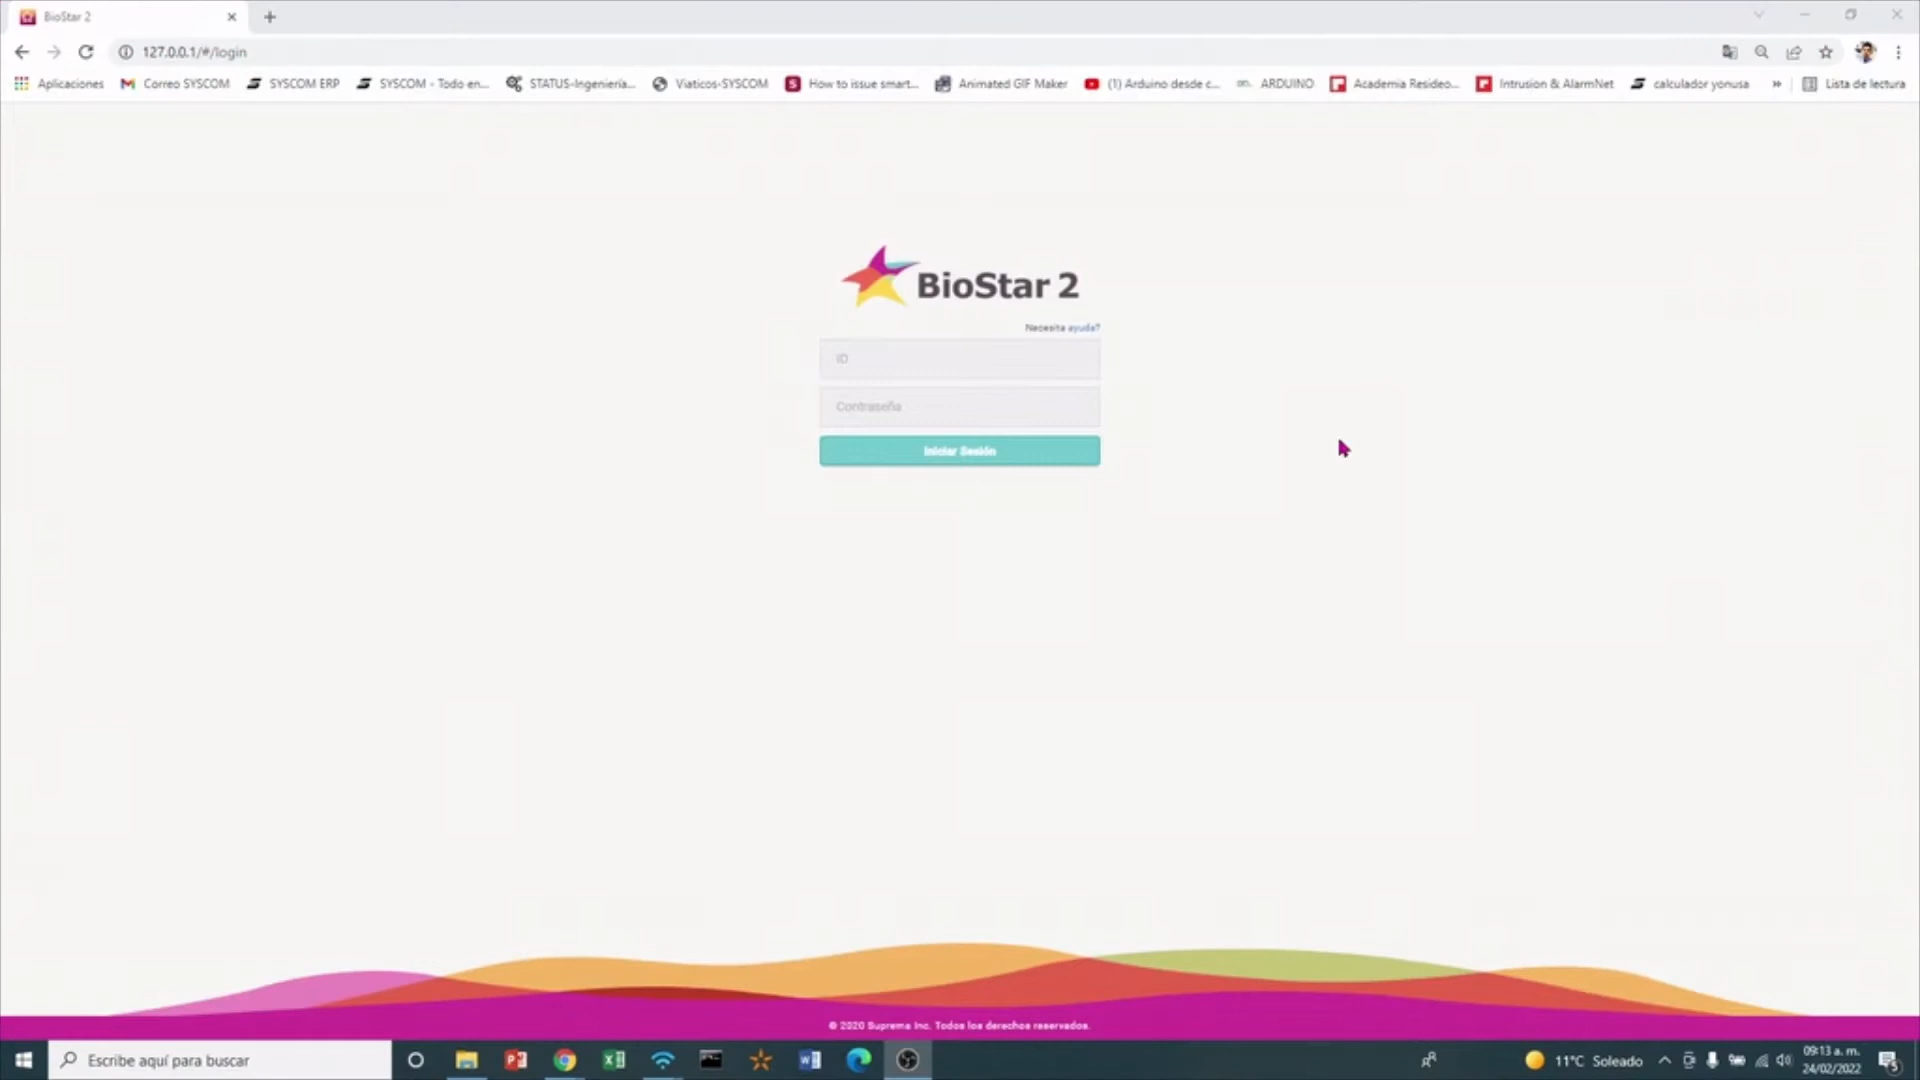 BioStar 2
127.0.0.1/#/login
Aplicaciones
Correo SYSCOM
SYSCOM ERP
SYSCOM - Todo en...
STATUS-Ingeniería...
Viaticos-SYSCOM
How to issue smart...
Animated GIF Maker
(1) Arduino desde c...
ARDUINO
Academia Resideo...
Intrusion & AlarmNet
calculador yonusa
»
Lista de lectura
BioStar 2
Necesita ayuda?
ID
Contraseña
Iniciar Sesión
© 2020 Suprema Inc. Todos los derechos reservados.
Escribe aquí para buscar
11°C Soleado
09:13 a. m.
24/02/2022
5